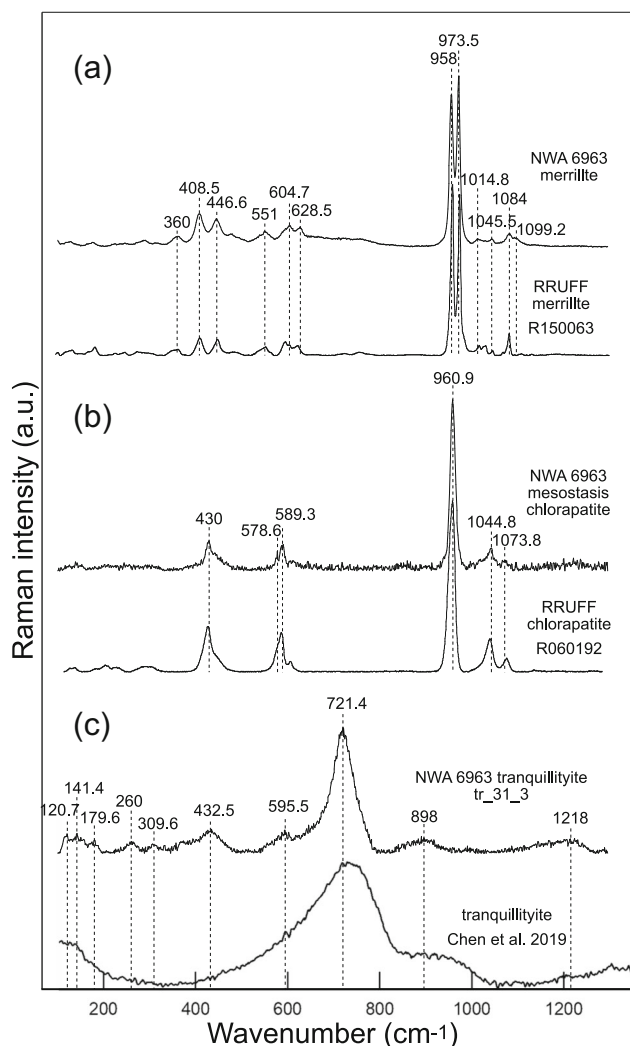 (a)
973.5
958
NWA 6963
merrillte
408.5
446.6
360
551
604.7
628.5
1014.8
1045.5
1084
1099.2
RRUFF
merrillte
R150063
(b)
960.9
NWA 6963
mesostasis
chlorapatite
430
578.6
589.3
1044.8
1073.8
RRUFF
chlorapatite
R060192
(c)
721.4
NWA 6963 tranquillityite
tr_31_3
141.4
120.7
179.6
260
309.6
432.5
595.5
898
1218
tranquillityite
Chen et al. 2019
200 400 600 800 1000 1200
Wavenumber (cm-1)
Raman intensity (a.u.)